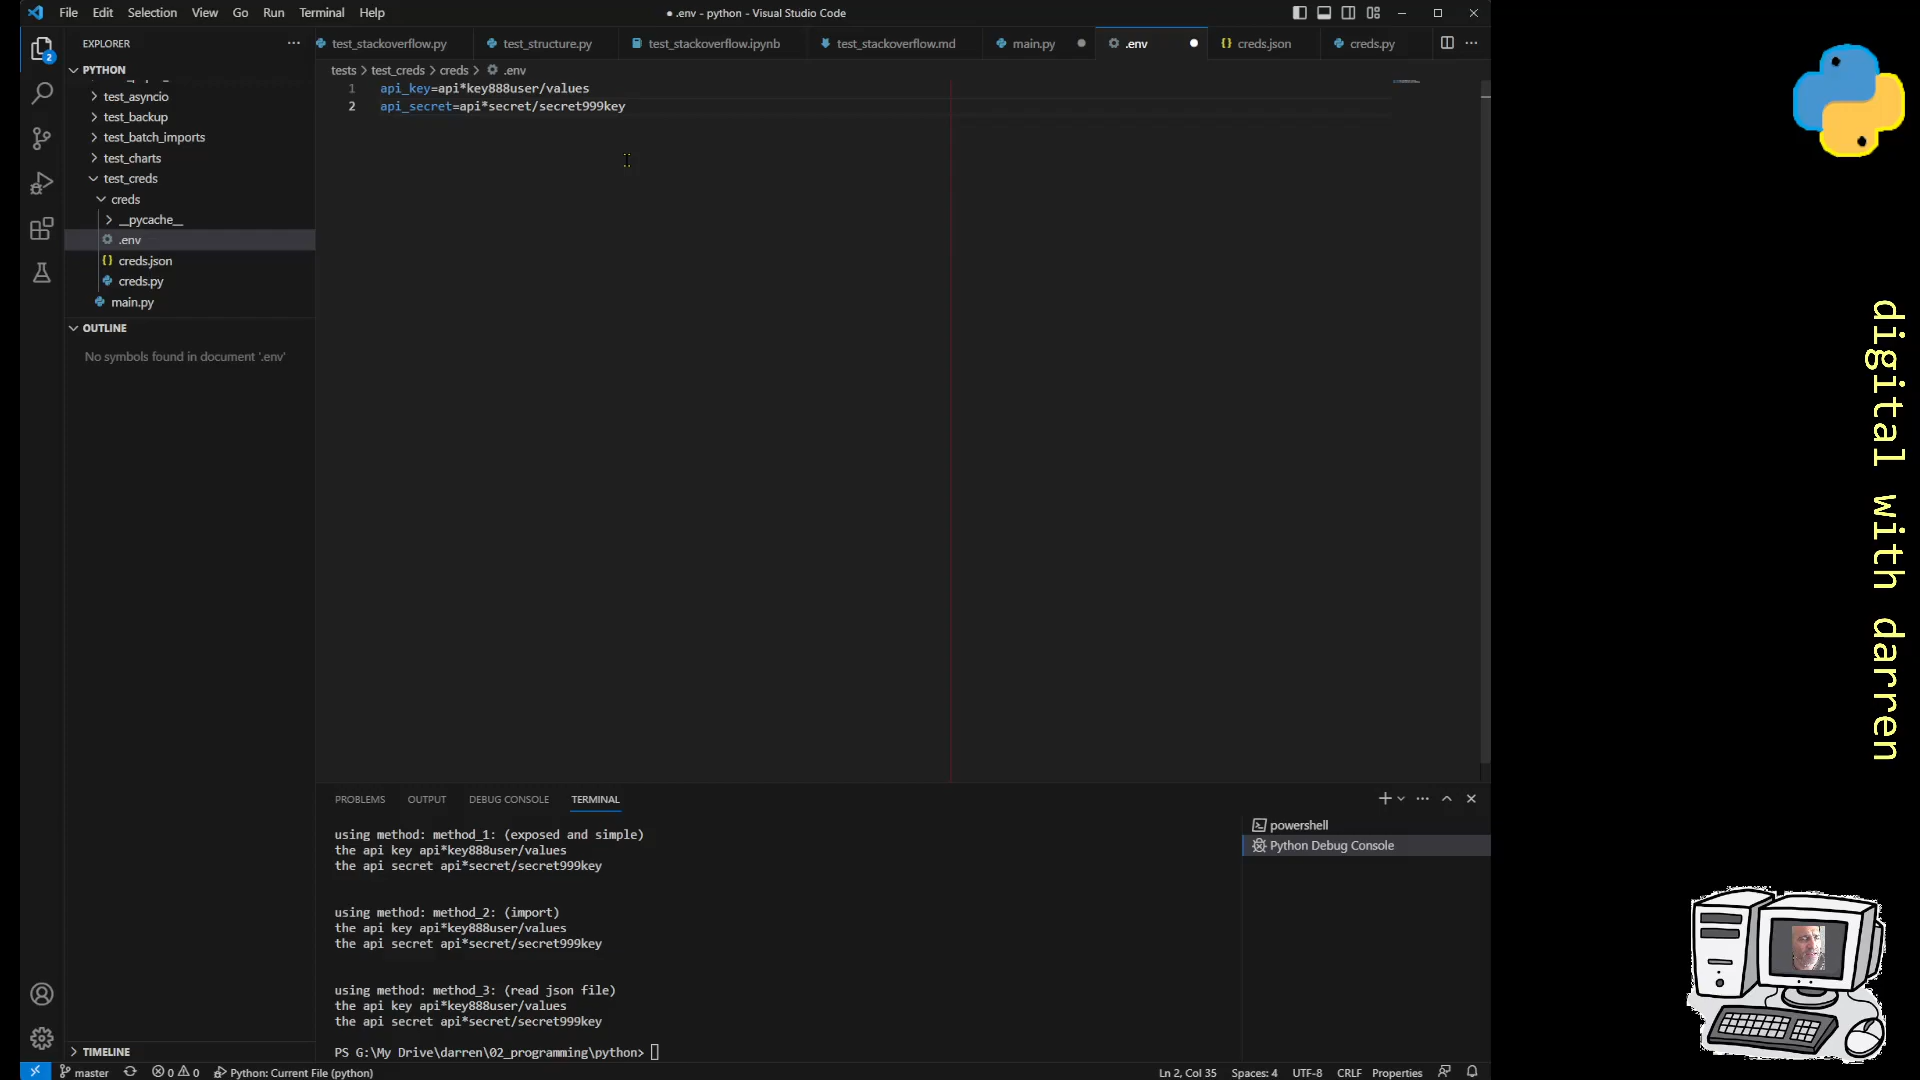 File Edit Selection View Go Run Terminal Help
● .env - python - Visual Studio Code
EXPLORER
test_stackoverflow.py test_structure.py test_stackoverflow.ipynb test_stackoverflow.md main.py .env creds.json creds.py
PYTHON
tests > test_creds > creds > .env
test_asyncio
test_backup
test_batch_imports
test_charts
test_creds
creds
__pycache__
.env
creds.json
creds.py
main.py
OUTLINE
No symbols found in document '.env'
TIMELINE
2
1 api_key=api*key888user/values
2 api_secret=api*secret/secret999key
PROBLEMS OUTPUT DEBUG CONSOLE TERMINAL
using method: method_1: (exposed and simple)
the api key api*key888user/values
the api secret api*secret/secret999key
using method: method_2: (import)
the api key api*key888user/values
the api secret api*secret/secret999key
using method: method_3: (read json file)
the api key api*key888user/values
the api secret api*secret/secret999key
PS G:\My Drive\darren\02_programming\python>
powershell
Python Debug Console
master 0 0 Python: Current File (python)
Ln 2, Col 35 Spaces: 4 UTF-8 CRLF Properties
digital with darren